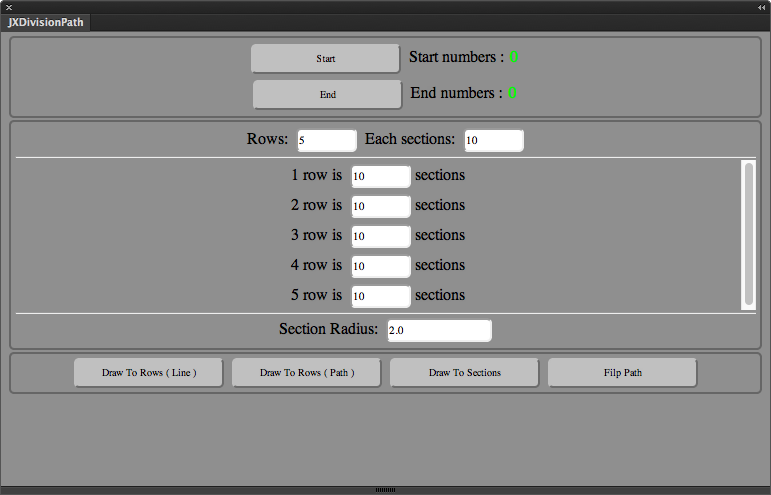 JXDivisionPath
Start Start numbers : 0
End End numbers : 0
Rows: 5 Each sections: 10
1 row is 10 sections
2 row is 10 sections
3 row is 10 sections
4 row is 10 sections
5 row is 10 sections
Section Radius: 2.0
Draw To Rows ( Line ) Draw To Rows ( Path ) Draw To Sections Filp Path